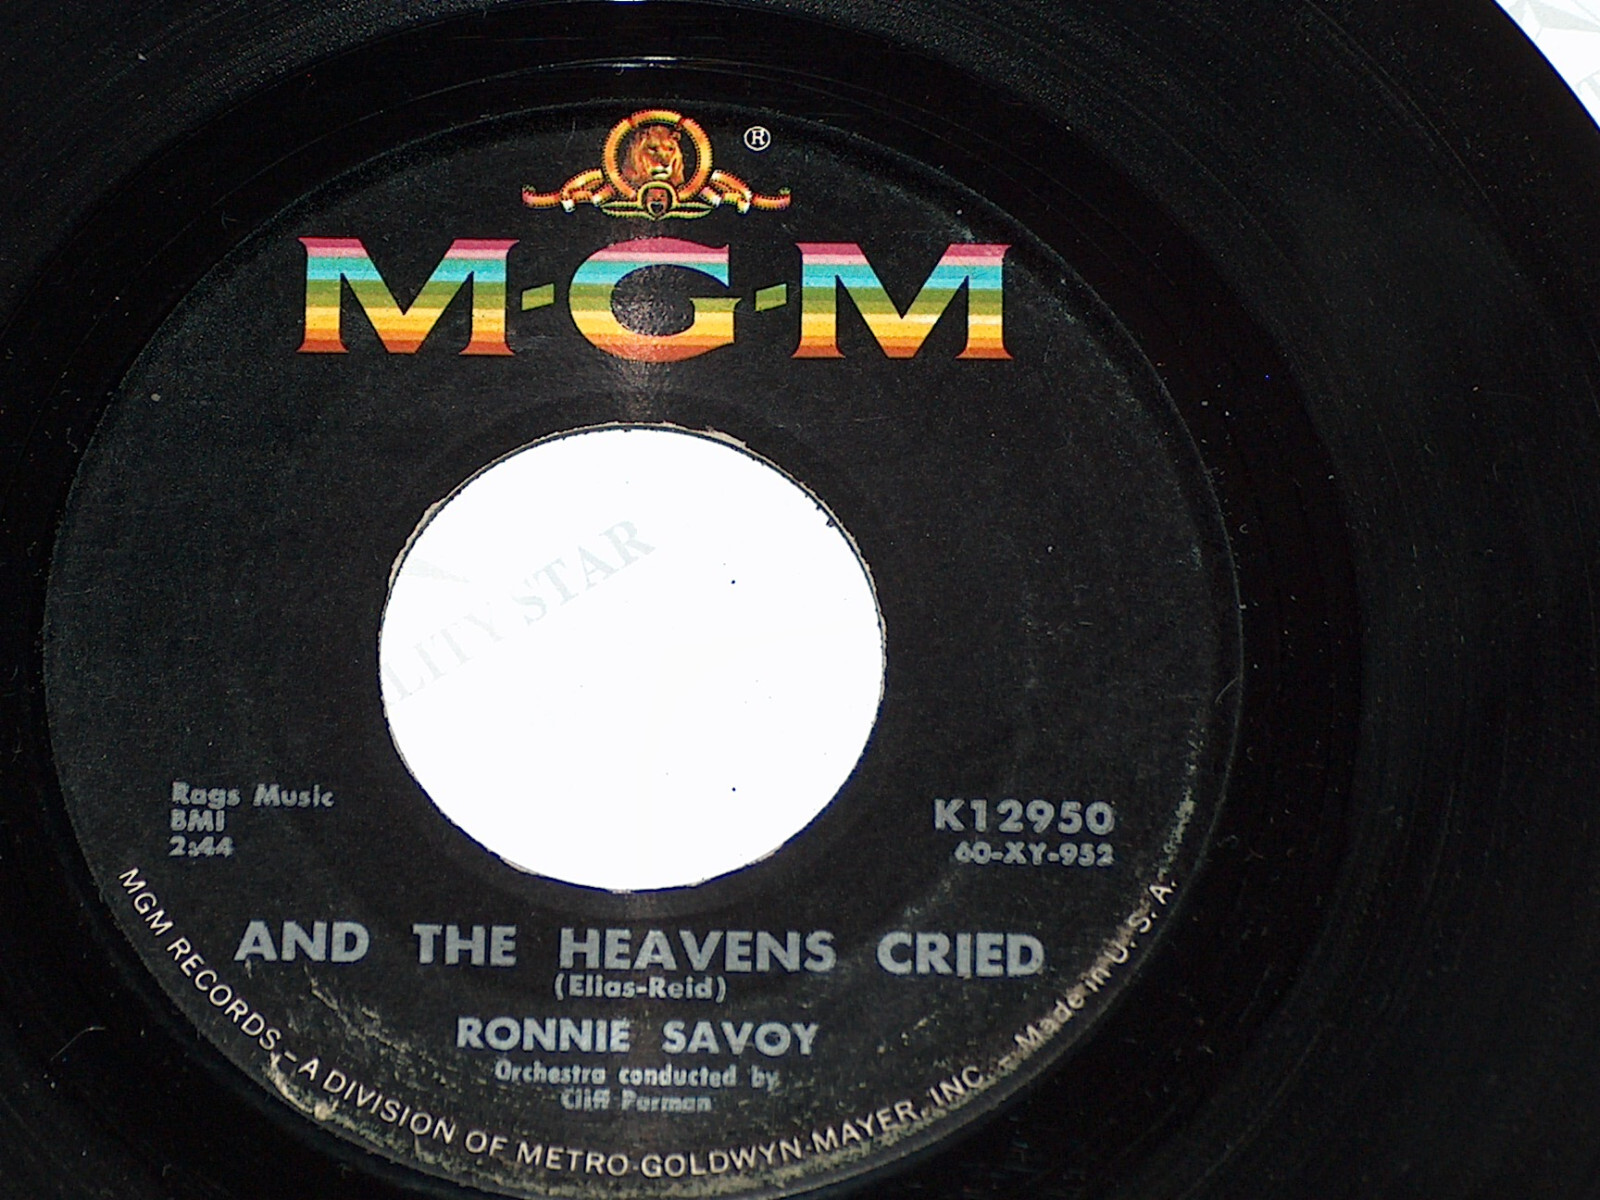 ®
M-G-M
LITY STAR
Rags Music
BMI
2:44
K12950
60-XY-952
AND THE HEAVENS CRIED
(Elias-Reid)
RONNIE SAVOY
Orchestra conducted by
Cliff Parman
MGM RECORDS - A DIVISION OF METRO-GOLDWYN-MAYER, INC. - Made in U. S. A.